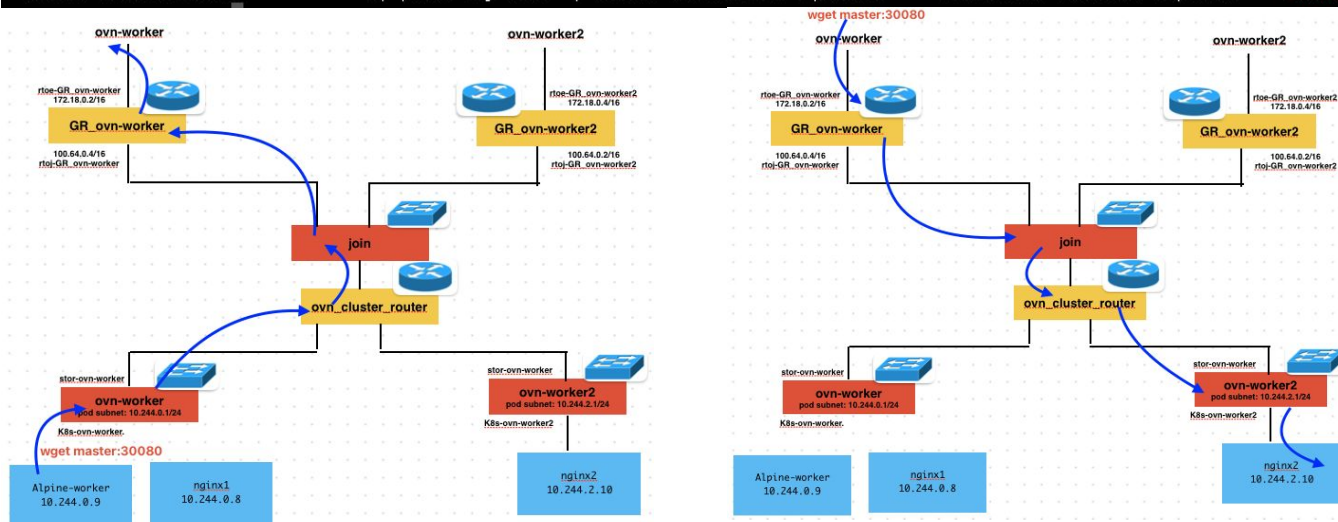 ovn-worker
ovn-worker2
rtoe-GR_ovn-worker
172.18.0.2/16
rtoe-GR_ovn-worker2
172.18.0.4/16
GR_ovn-worker
GR_ovn-worker2
100.64.0.4/16
rtoj-GR_ovn-worker
100.64.0.2/16
rtoj-GR_ovn-worker2
join
ovn_cluster_router
stor-ovn-worker
stor-ovn-worker
ovn-worker
pod subnet: 10.244.0.1/24
ovn-worker2
pod subnet: 10.244.2.1/24
K8s-ovn-worker.
K8s-ovn-worker2
wget master:30080
Alpine-worker
10.244.0.9
nginx1
10.244.0.8
nginx2
10.244.2.10
wget master:30080
ovn-worker
ovn-worker2
rtoe-GR_ovn-worker
172.18.0.2/16
rtoe-GR_ovn-worker2
172.18.0.4/16
GR_ovn-worker
GR_ovn-worker2
100.64.0.4/16
rtoj-GR_ovn-worker
100.64.0.2/16
rtoj-GR_ovn-worker2
join
ovn_cluster_router
stor-ovn-worker
stor-ovn-worker
ovn-worker
pod subnet: 10.244.0.1/24
ovn-worker2
pod subnet: 10.244.2.1/24
K8s-ovn-worker.
K8s-ovn-worker2
Alpine-worker
10.244.0.9
nginx1
10.244.0.8
nginx2
10.244.2.10